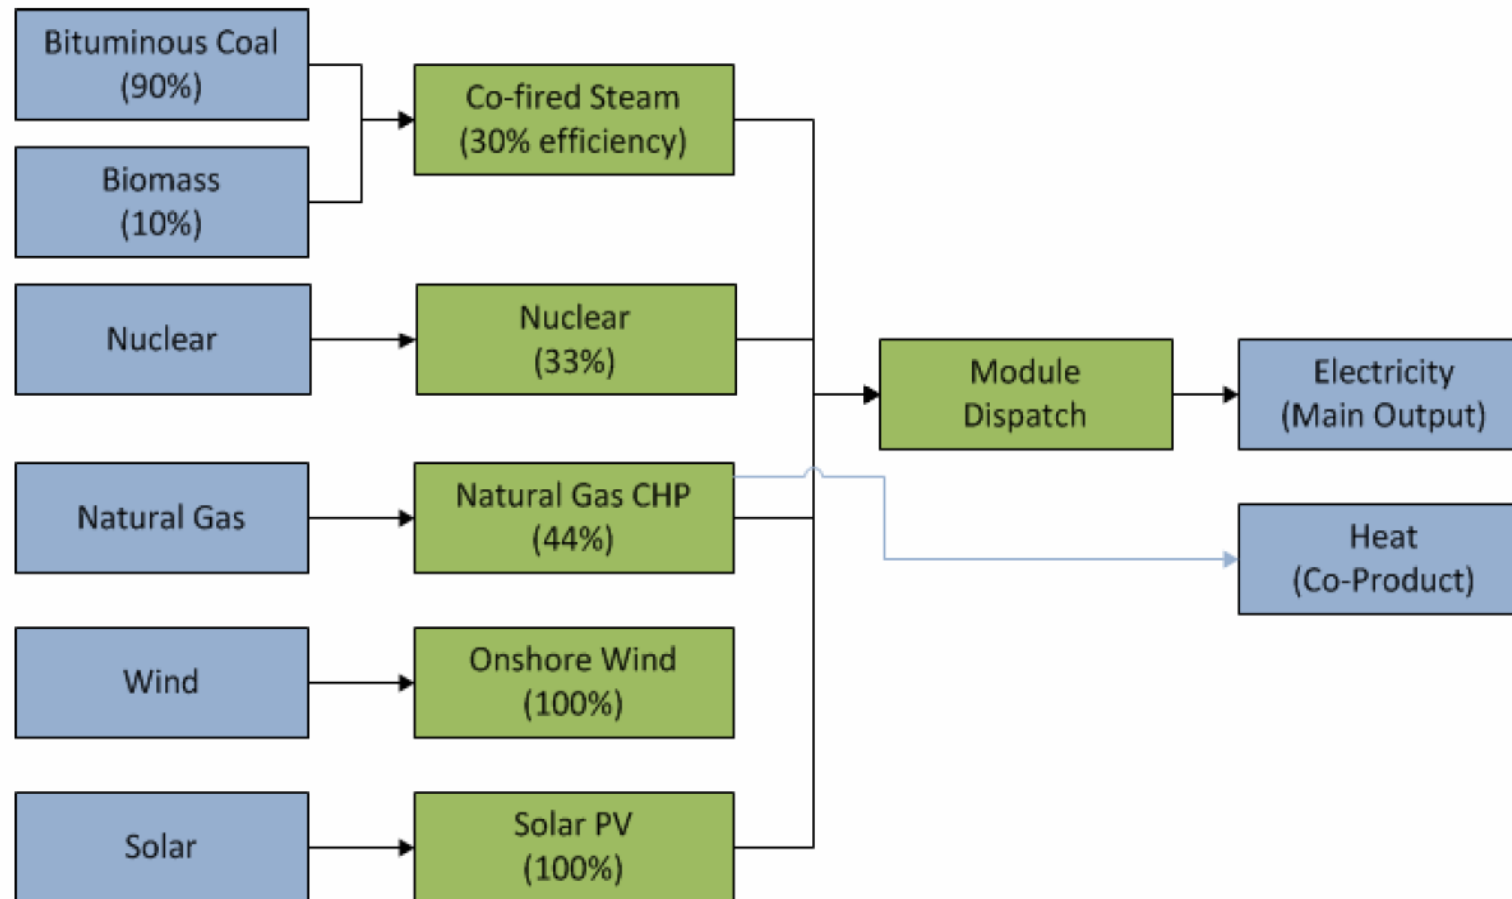 Bituminous Coal
(90%)
Biomass
(10%)
Co-fired Steam
(30% efficiency)
Nuclear
Nuclear
(33%)
Natural Gas
Natural Gas CHP
(44%)
Wind
Onshore Wind
(100%)
Solar
Solar PV
(100%)
Module
Dispatch
Electricity
(Main Output)
Heat
(Co-Product)